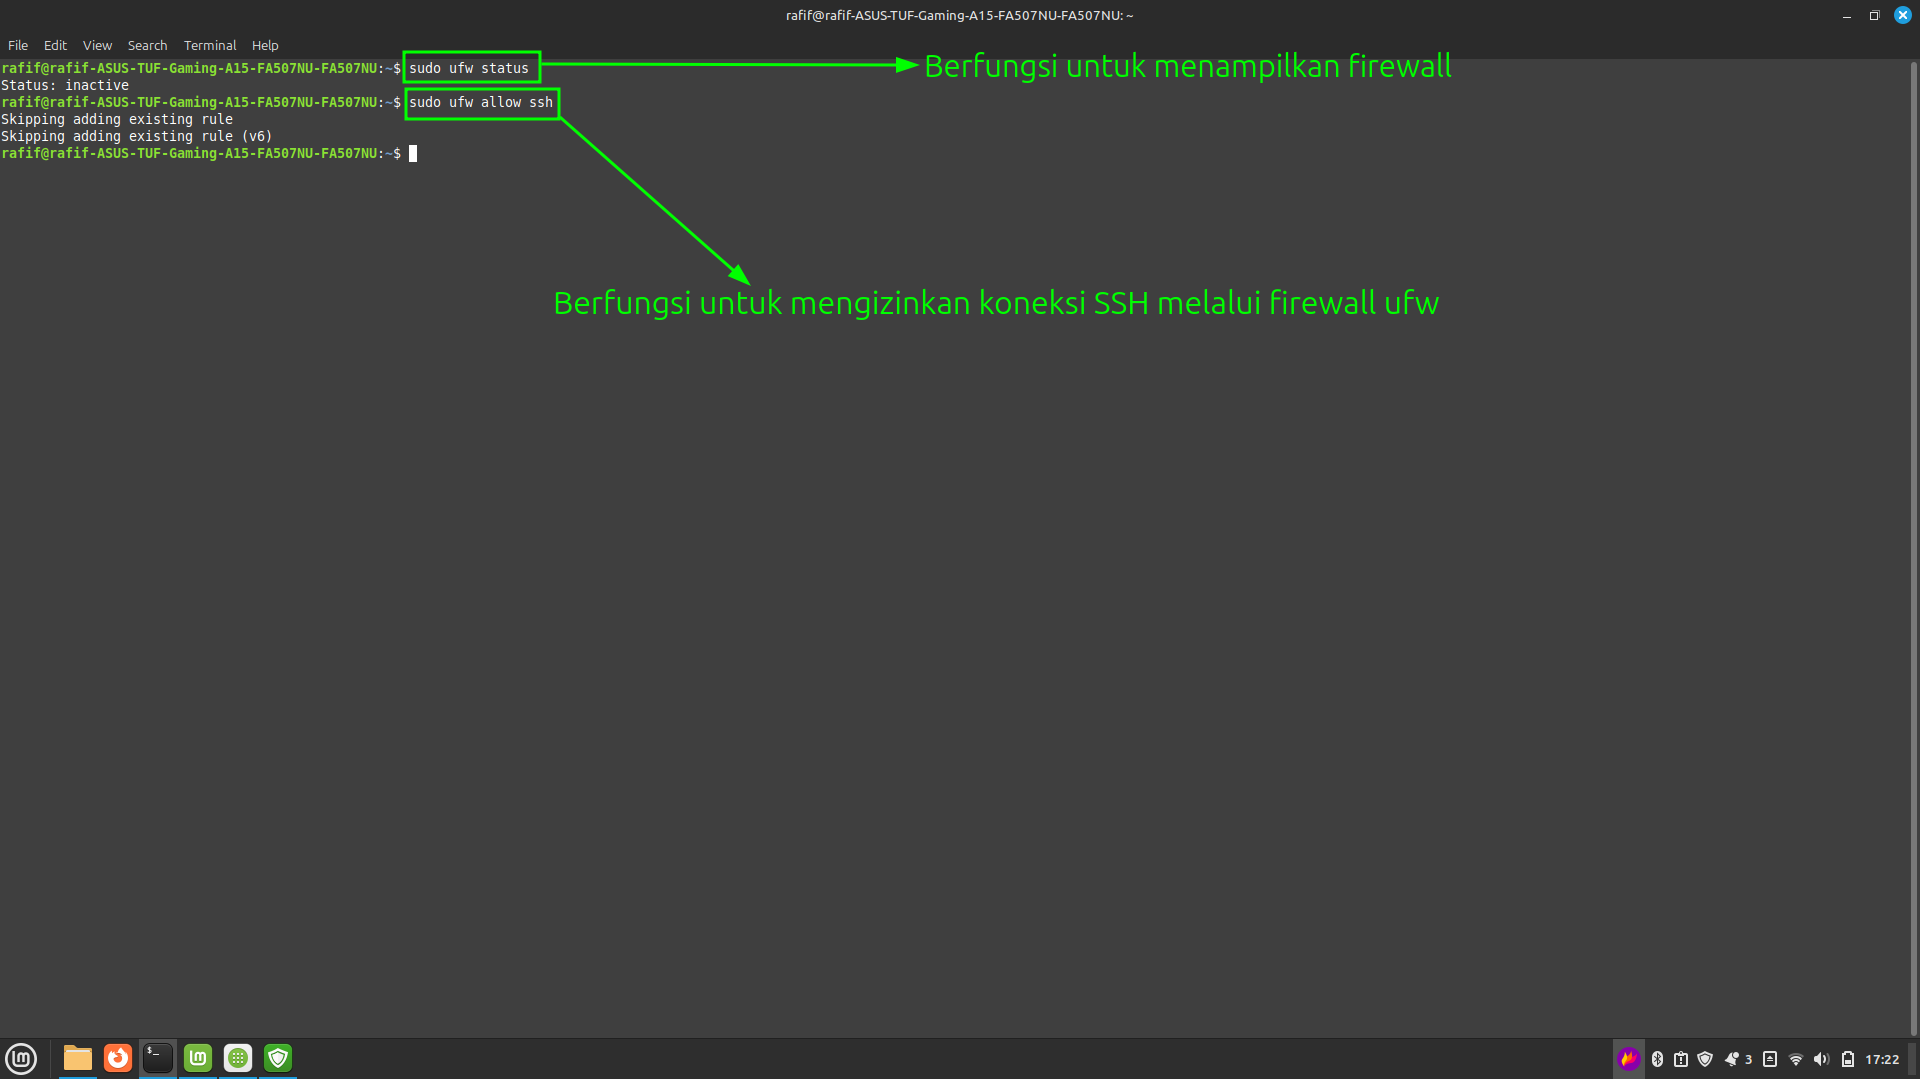 rafif@rafif-ASUS-TUF-Gaming-A15-FA507NU-FA507NU: ~
File Edit View Search Terminal Help
rafif@rafif-ASUS-TUF-Gaming-A15-FA507NU-FA507NU:~$ sudo ufw status Berfungsi untuk menampilkan firewall
Status: inactive
rafif@rafif-ASUS-TUF-Gaming-A15-FA507NU-FA507NU:~$ sudo ufw allow ssh
Skipping adding existing rule
Skipping adding existing rule (v6)
rafif@rafif-ASUS-TUF-Gaming-A15-FA507NU-FA507NU:~$
Berfungsi untuk mengizinkan koneksi SSH melalui firewall ufw
3 17:22